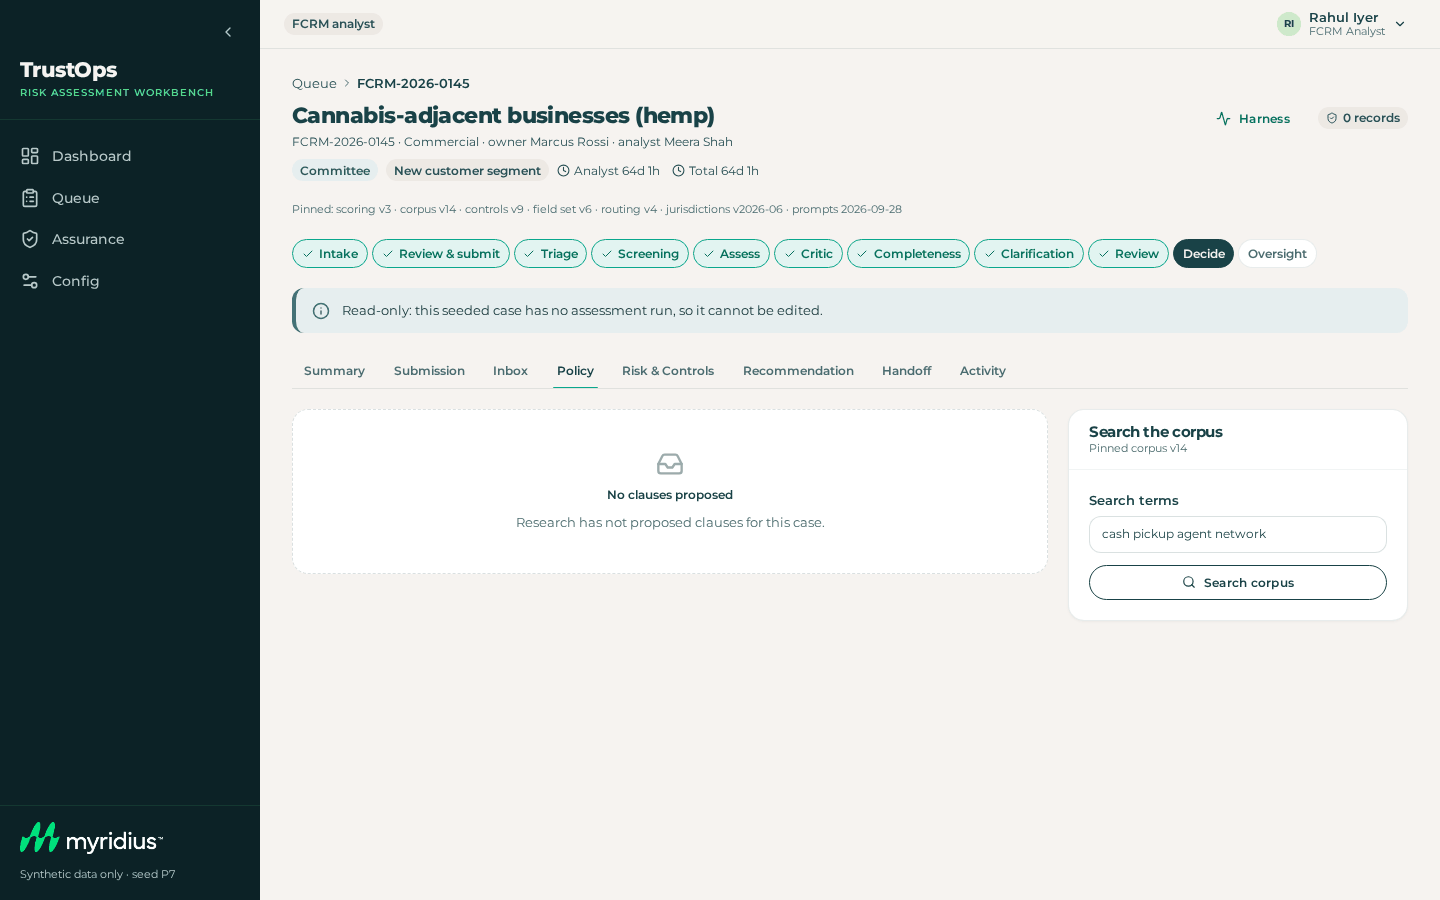 FCRM analyst
RI
Rahul Iyer
FCRM Analyst
TrustOps
RISK ASSESSMENT WORKBENCH
Dashboard
Queue
Assurance
Config
myridius™
Synthetic data only · seed P7
Queue > FCRM-2026-0145
Cannabis-adjacent businesses (hemp)
Harness
0 records
FCRM-2026-0145 · Commercial · owner Marcus Rossi · analyst Meera Shah
Committee New customer segment Analyst 64d 1h Total 64d 1h
Pinned: scoring v3 · corpus v14 · controls v9 · field set v6 · routing v4 · jurisdictions v2026-06 · prompts 2026-09-28
Intake Review & submit Triage Screening Assess Critic Completeness Clarification Review Decide Oversight
Read-only: this seeded case has no assessment run, so it cannot be edited.
Summary Submission Inbox Policy Risk & Controls Recommendation Handoff Activity
No clauses proposed
Research has not proposed clauses for this case.
Search the corpus
Pinned corpus v14
Search terms
cash pickup agent network
Search corpus